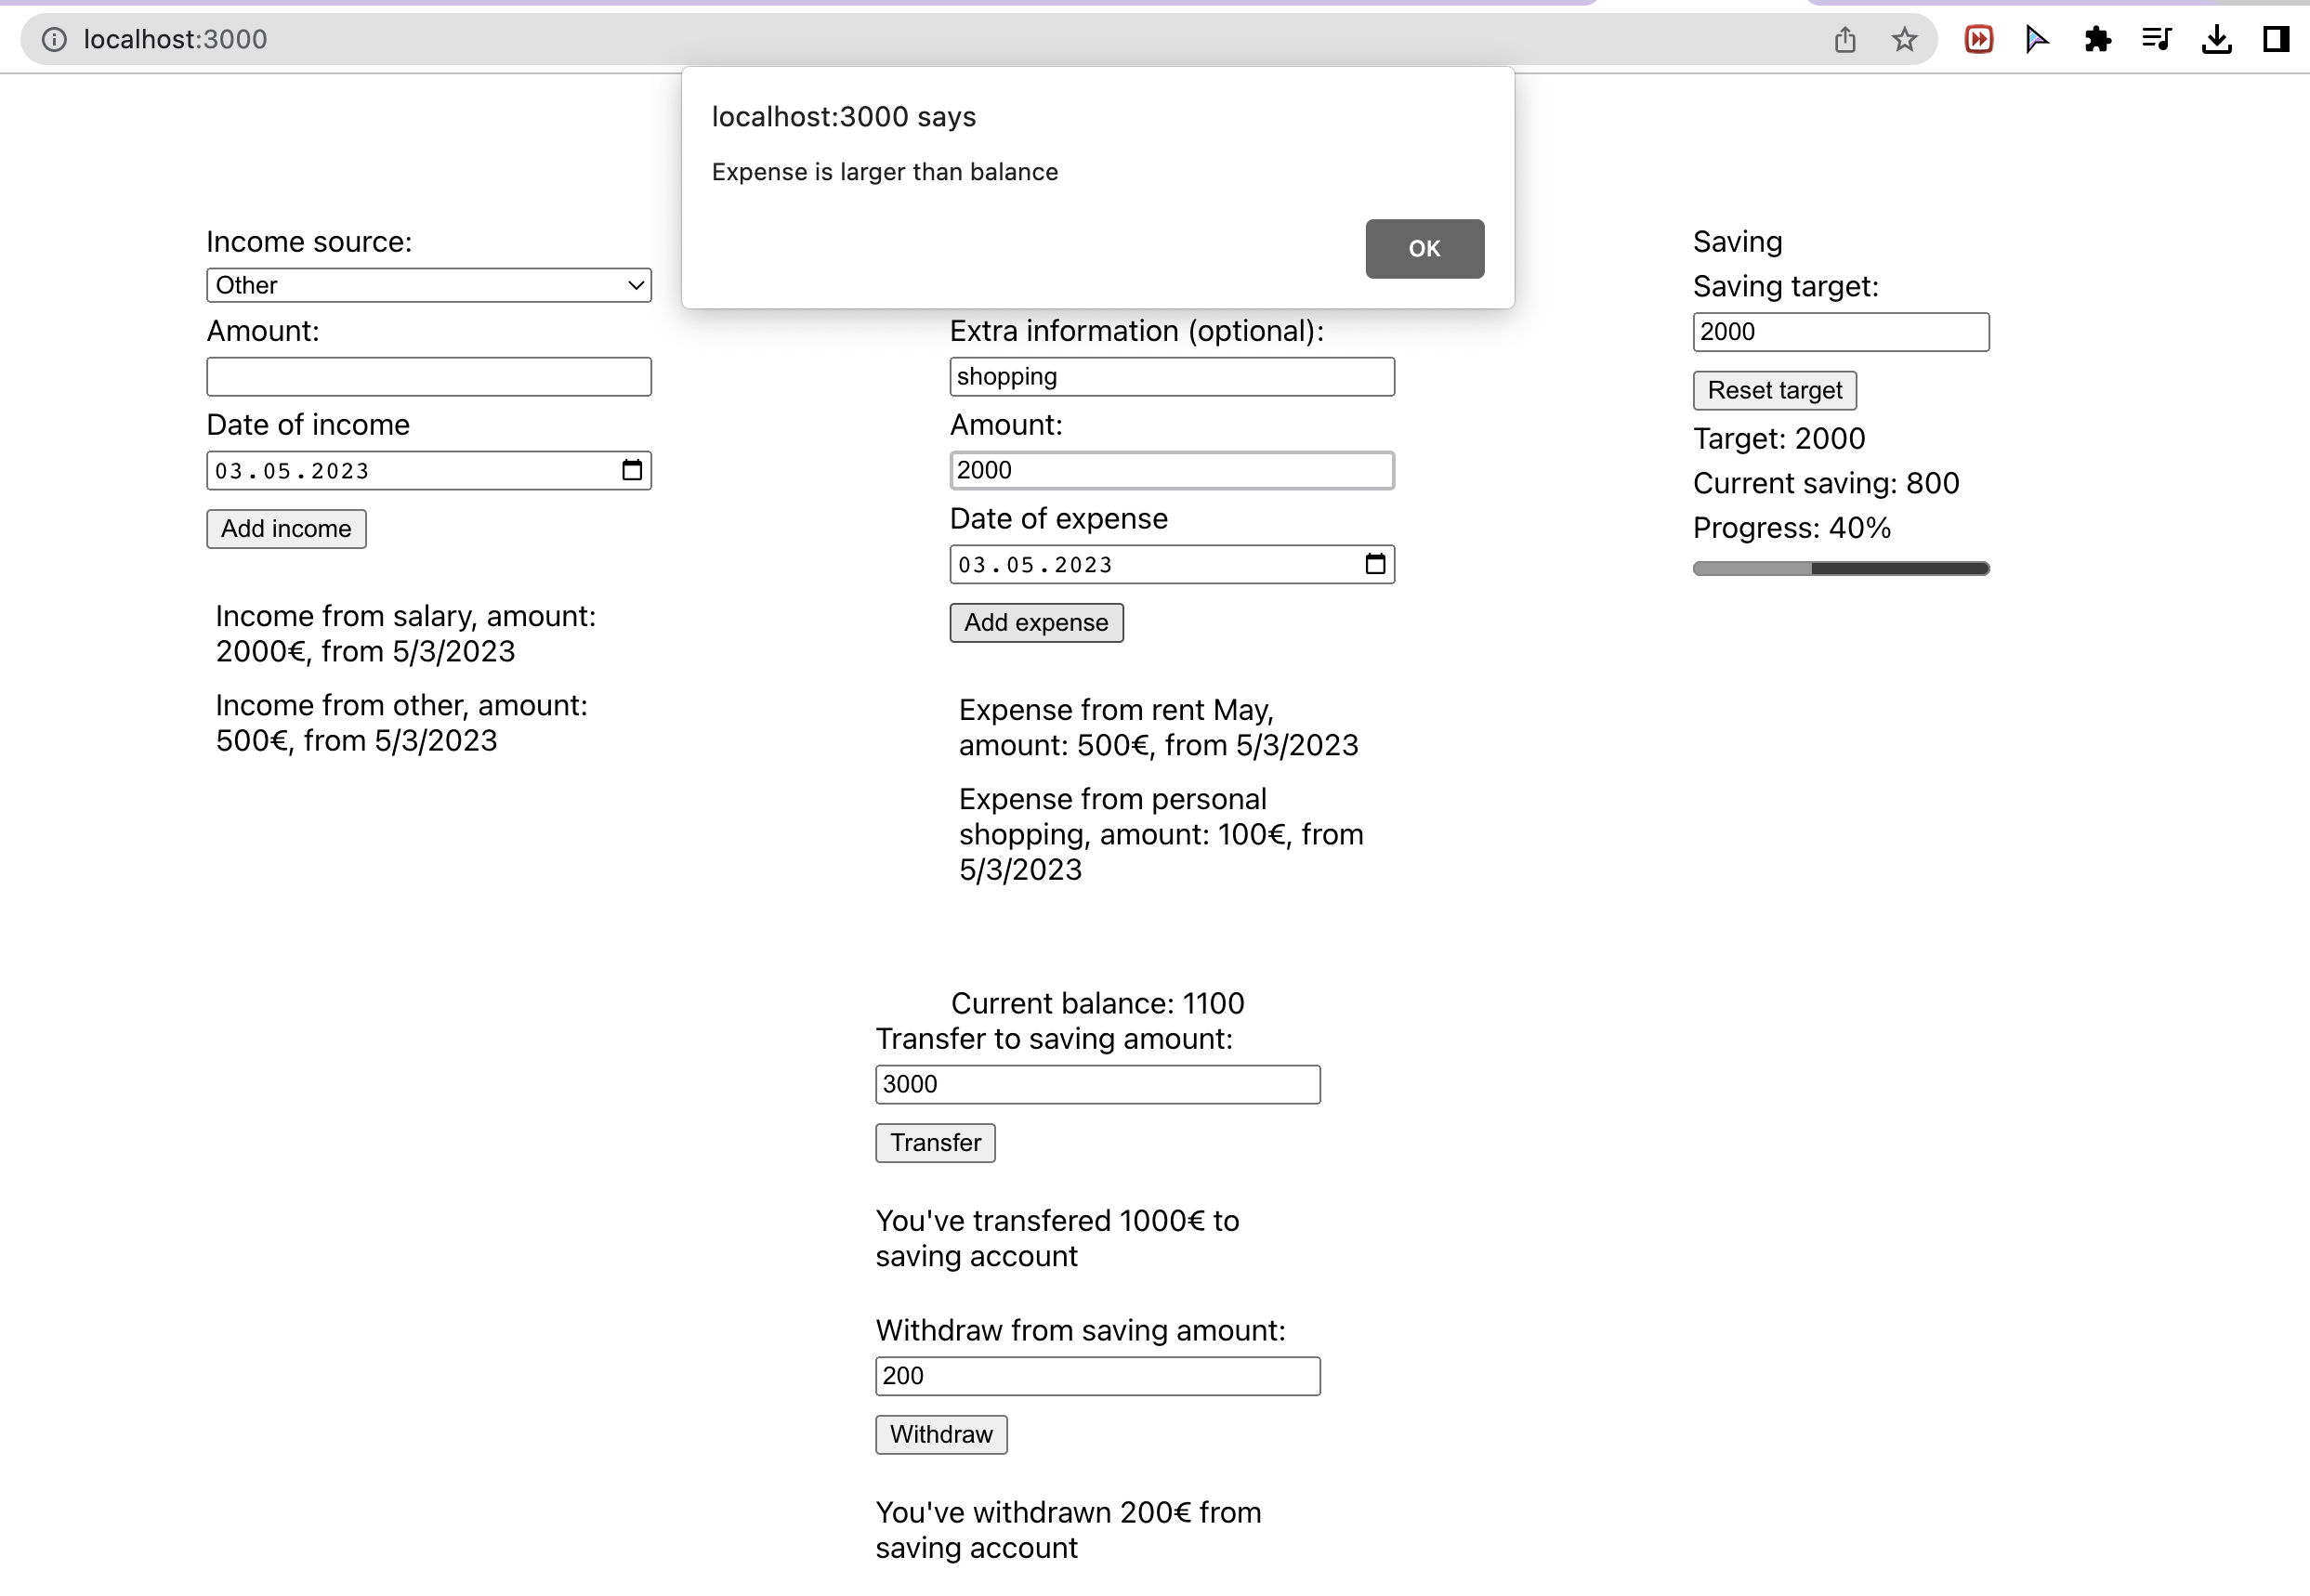 localhost:3000
localhost:3000 says
Expense is larger than balance
OK
Income source:
Other
Amount:
Date of income
03.05.2023
Add income
Income from salary, amount:
2000€, from 5/3/2023
Income from other, amount:
500€, from 5/3/2023
Extra information (optional):
shopping
Amount:
2000
Date of expense
03.05.2023
Add expense
Expense from rent May,
amount: 500€, from 5/3/2023
Expense from personal
shopping, amount: 100€, from
5/3/2023
Saving
Saving target:
2000
Reset target
Target: 2000
Current saving: 800
Progress: 40%
Current balance: 1100
Transfer to saving amount:
3000
Transfer
You've transfered 1000€ to
saving account
Withdraw from saving amount:
200
Withdraw
You've withdrawn 200€ from
saving account